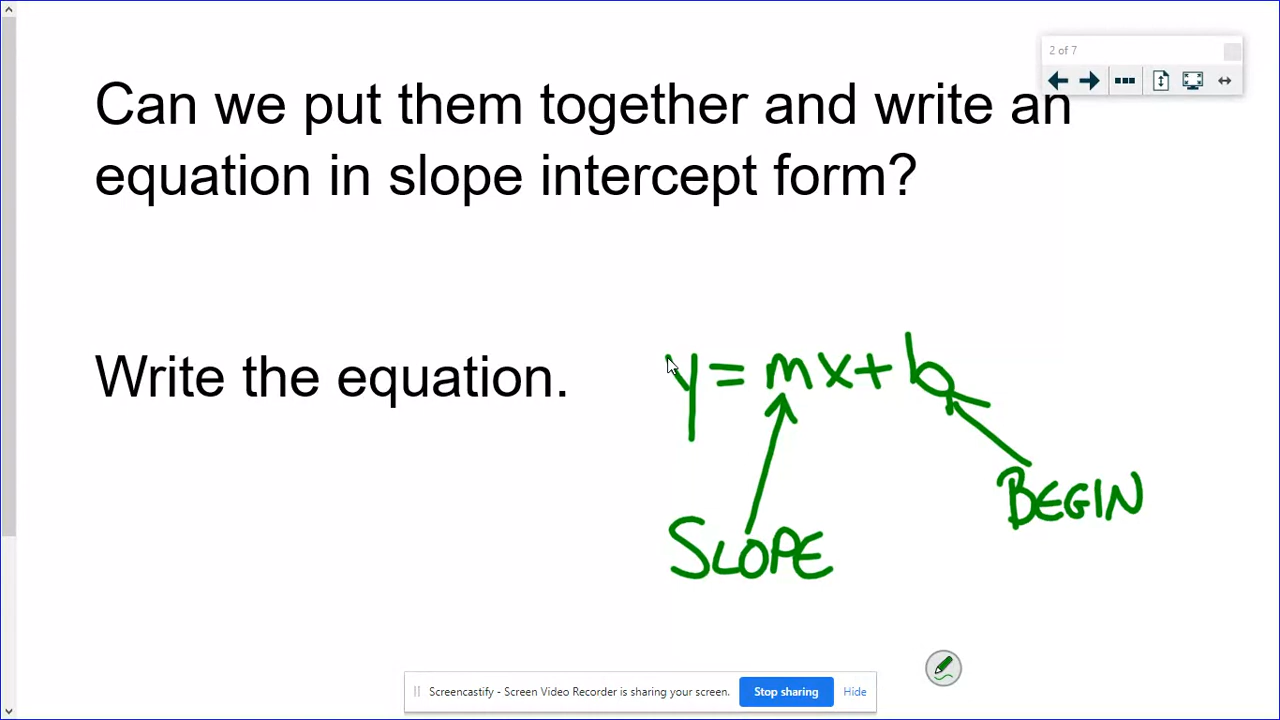 2 of 7
Can we put them together and write an
equation in slope intercept form?
Write the equation.
y = mx + b
BEGIN
SLOPE
Screencastify - Screen Video Recorder is sharing your screen.
Stop sharing
Hide